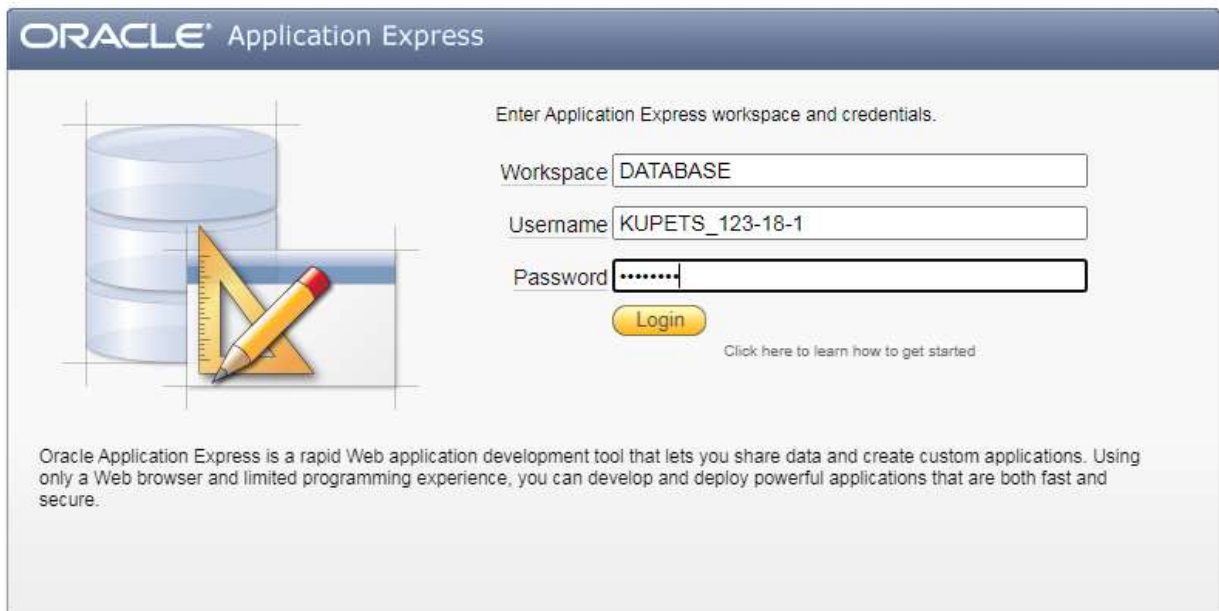 ORACLE Application Express
Enter Application Express workspace and credentials.
Workspace DATABASE
Username KUPETS_123-18-1
Password ••••••••
Login
Click here to learn how to get started
Oracle Application Express is a rapid Web application development tool that lets you share data and create custom applications. Using
only a Web browser and limited programming experience, you can develop and deploy powerful applications that are both fast and
secure.